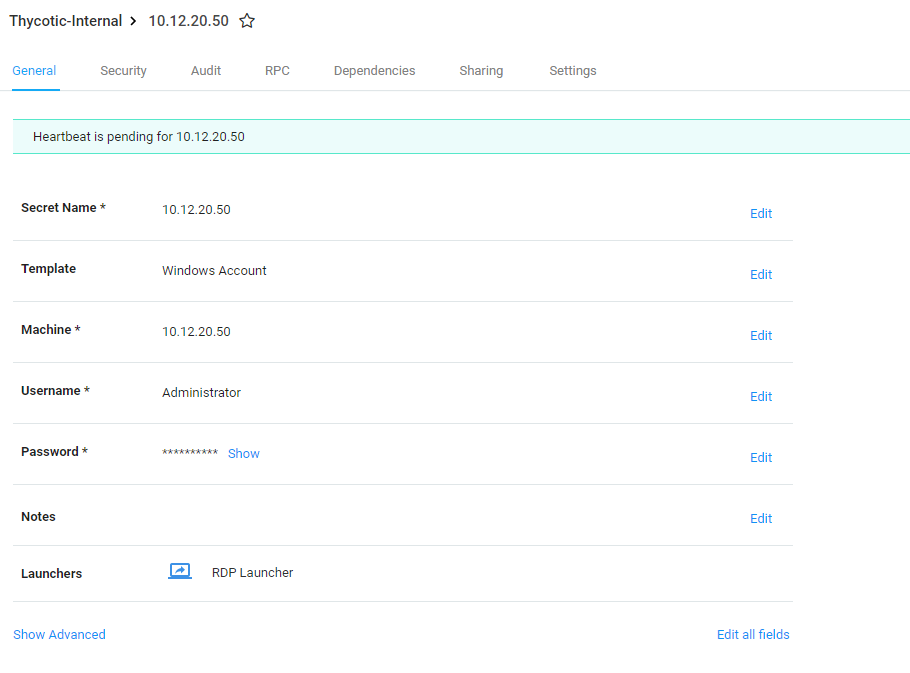 Thycotic-Internal > 10.12.20.50
General Security Audit RPC Dependencies Sharing Settings
Heartbeat is pending for 10.12.20.50
Secret Name * 10.12.20.50 Edit
Template Windows Account Edit
Machine * 10.12.20.50 Edit
Username * Administrator Edit
Password * ********** Show Edit
Notes Edit
Launchers RDP Launcher
Show Advanced Edit all fields